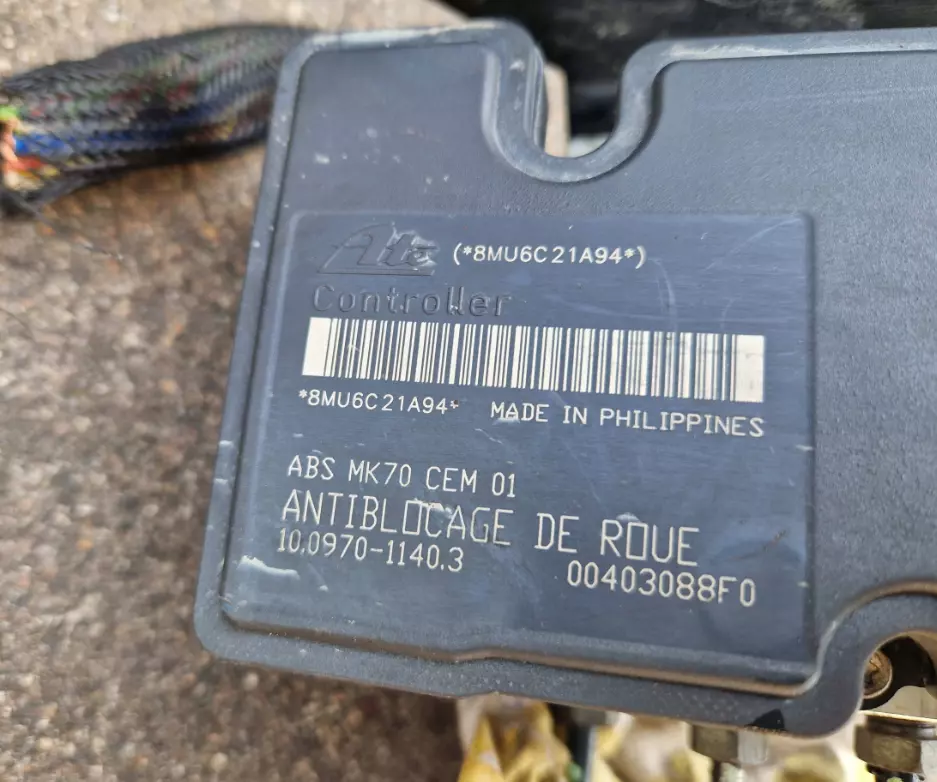 Ate (*8MU6C21A94*)
Controller
*8MU6C21A94* MADE IN PHILIPPINES
ABS MK70 CEM 01
ANTIBLOCAGE DE ROUE
10.0970-1140.3 00403088F0